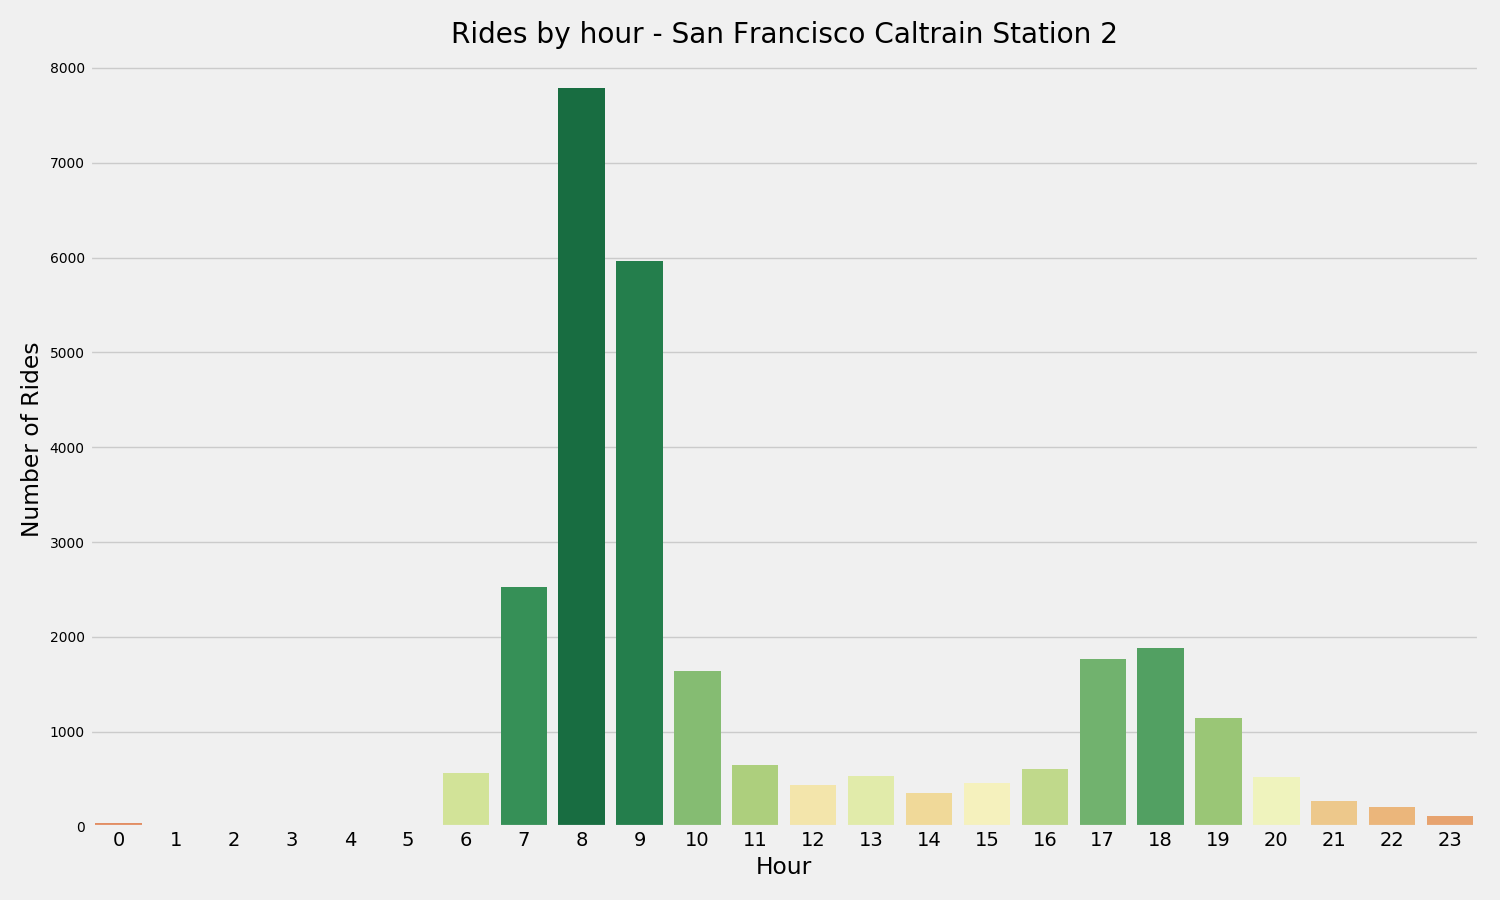 Rides by hour - San Francisco Caltrain Station 2
8000
7000
6000
5000
4000
3000
2000
1000
0
Number of Rides
0 1 2 3 4 5 6 7 8 9 10 11 12 13 14 15 16 17 18 19 20 21 22 23
Hour